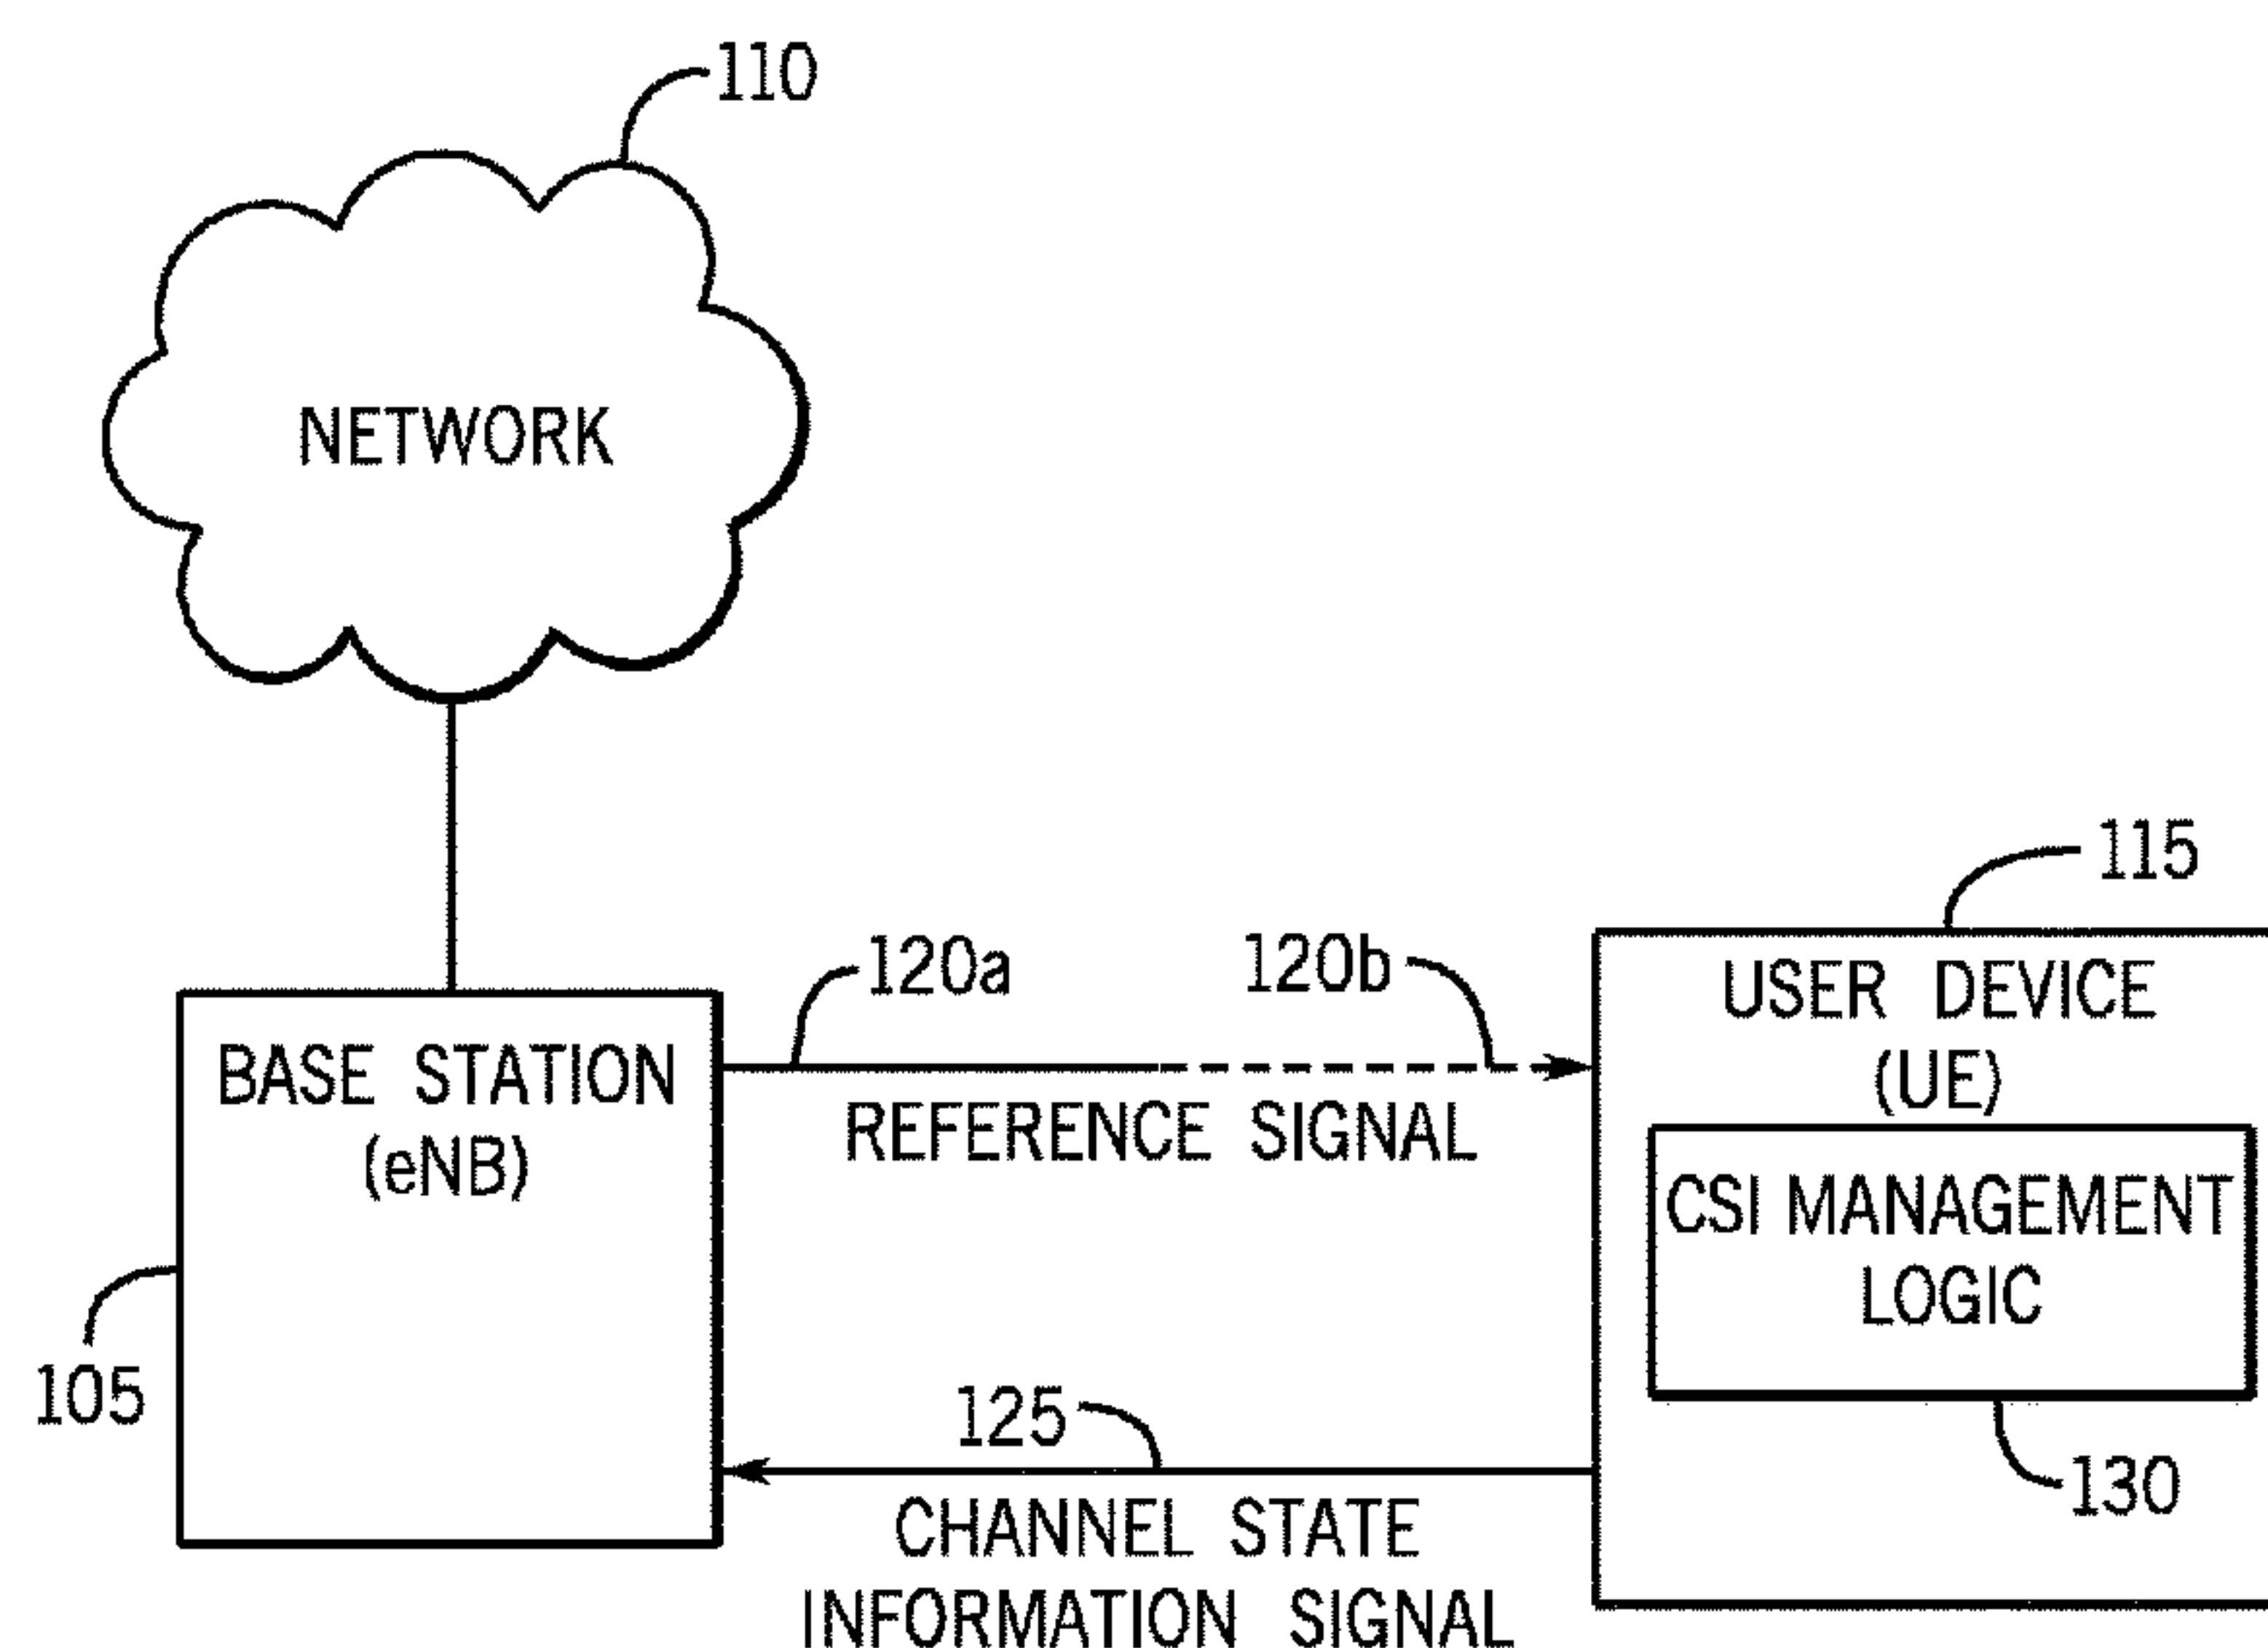 110
NETWORK
115
120a
120b
USER DEVICE
(UE)
BASE STATION
(eNB)
REFERENCE SIGNAL
CSI MANAGEMENT
LOGIC
105
125
130
CHANNEL STATE
INFORMATION SIGNAL